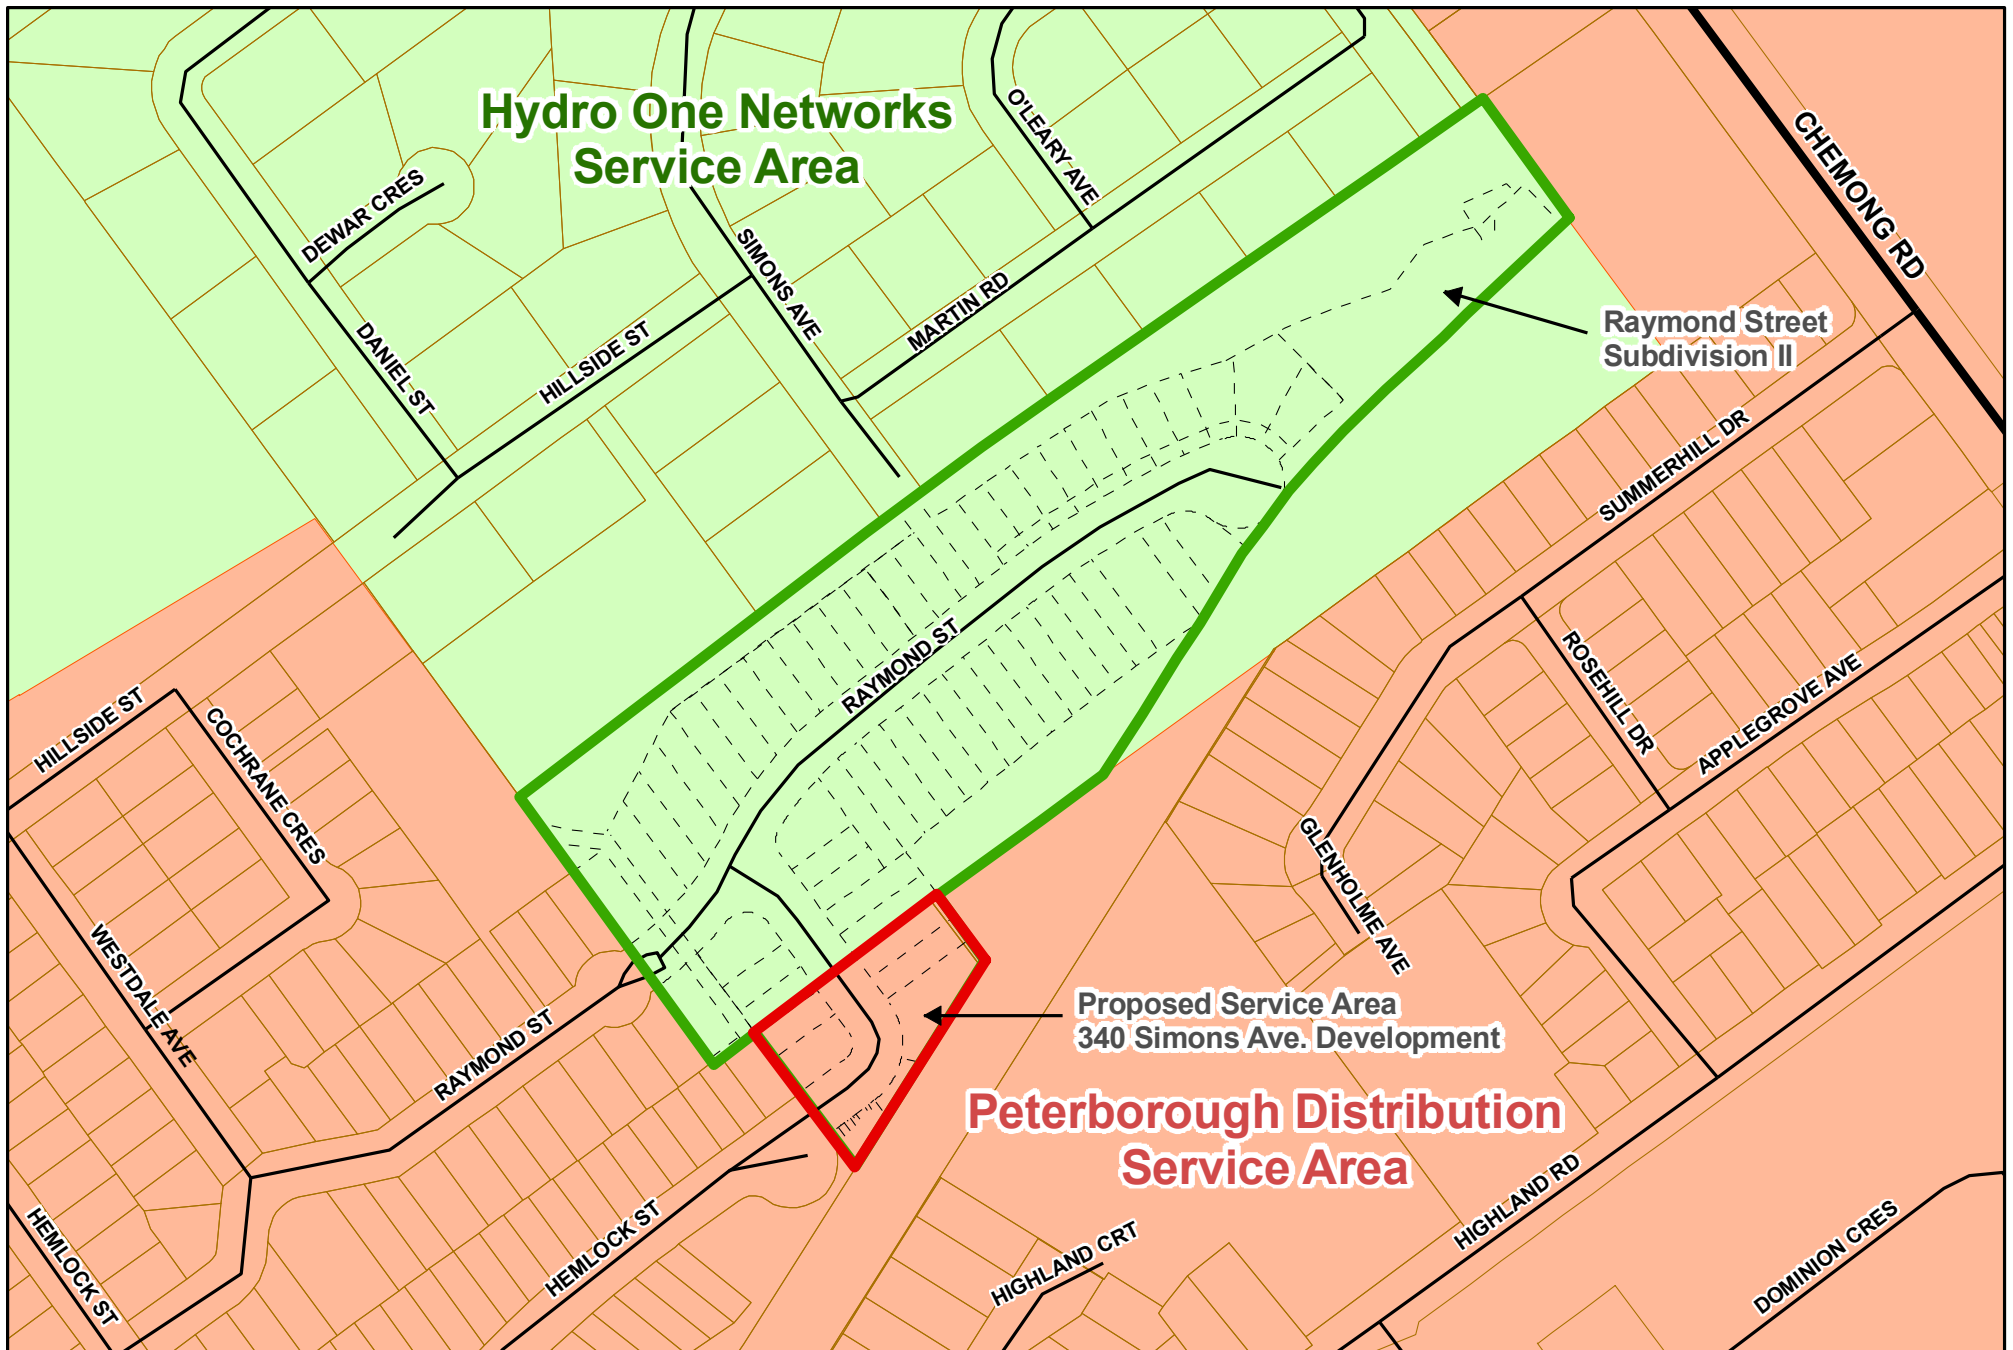 Hydro One Networks
Service Area
O'LEARY AVE
CHEMONG RD
DEWAR CRES
SIMONS AVE
MARTIN RD
Raymond Street
Subdivision II
DANIEL ST
HILLSIDE ST
SUMMERHILL DR
RAYMOND ST
ROSEHILL DR
APPLEGROVE AVE
HILLSIDE ST
COCHRANE CRES
GLENHOLME AVE
WESTDALE AVE
Proposed Service Area
340 Simons Ave. Development
RAYMOND ST
Peterborough Distribution
Service Area
HEMLOCK ST
HEMLOCK ST
HIGHLAND CRT
HIGHLAND RD
DOMINION CRES